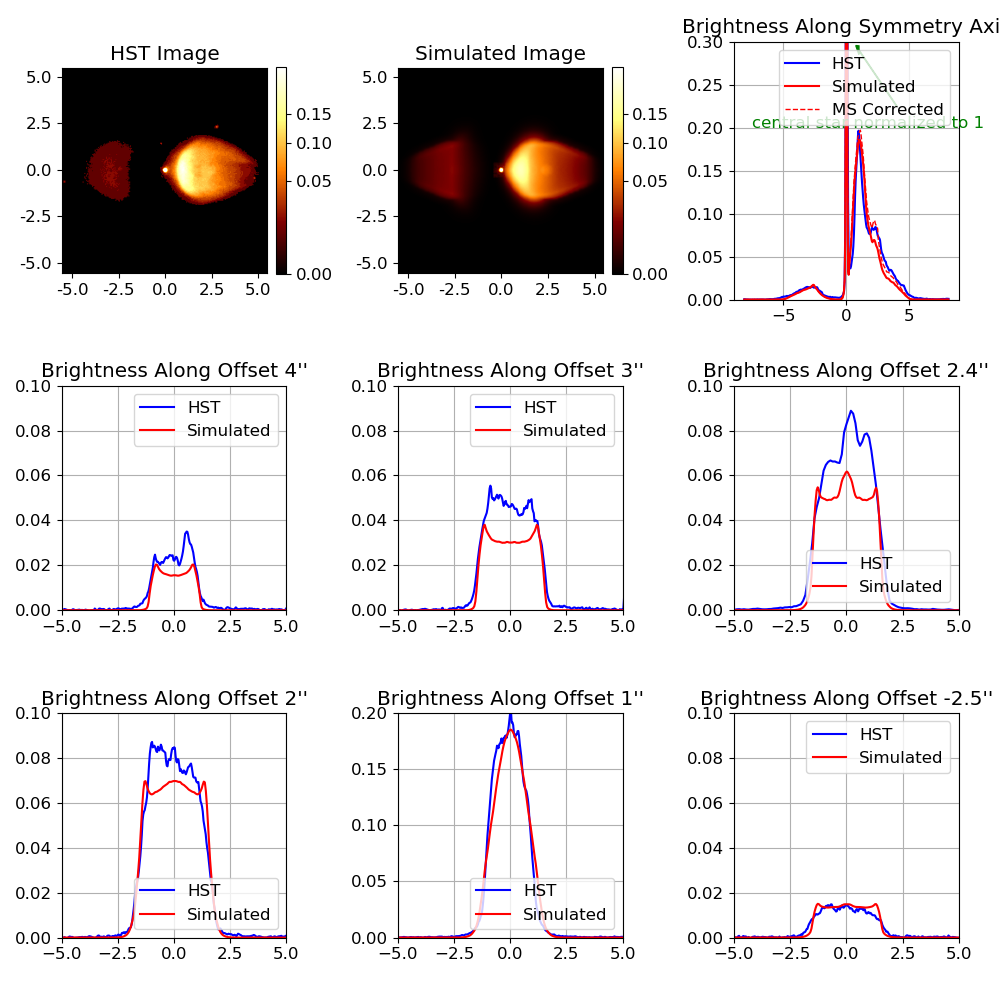 HST Image
5.0
2.5
0.0
-2.5
-5.0
-5.0 -2.5 0.0 2.5 5.0
0.15
0.10
0.05
0.00
Simulated Image
5.0
2.5
0.0
-2.5
-5.0
-5.0 -2.5 0.0 2.5 5.0
0.15
0.10
0.05
0.00
Brightness Along Symmetry Axi
0.30
0.25
0.20
0.15
0.10
0.05
0.00
−5 0 5
HST
Simulated
MS Corrected
central star normalized to 1
Brightness Along Offset 4''
0.10
0.08
0.06
0.04
0.02
0.00
−5.0 −2.5 0.0 2.5 5.0
HST
Simulated
Brightness Along Offset 3''
0.10
0.08
0.06
0.04
0.02
0.00
−5.0 −2.5 0.0 2.5 5.0
HST
Simulated
Brightness Along Offset 2.4''
0.10
0.08
0.06
0.04
0.02
0.00
−5.0 −2.5 0.0 2.5 5.0
HST
Simulated
Brightness Along Offset 2''
0.10
0.08
0.06
0.04
0.02
0.00
−5.0 −2.5 0.0 2.5 5.0
HST
Simulated
Brightness Along Offset 1''
0.20
0.15
0.10
0.05
0.00
−5.0 −2.5 0.0 2.5 5.0
HST
Simulated
Brightness Along Offset -2.5''
0.10
0.08
0.06
0.04
0.02
0.00
−5.0 −2.5 0.0 2.5 5.0
HST
Simulated